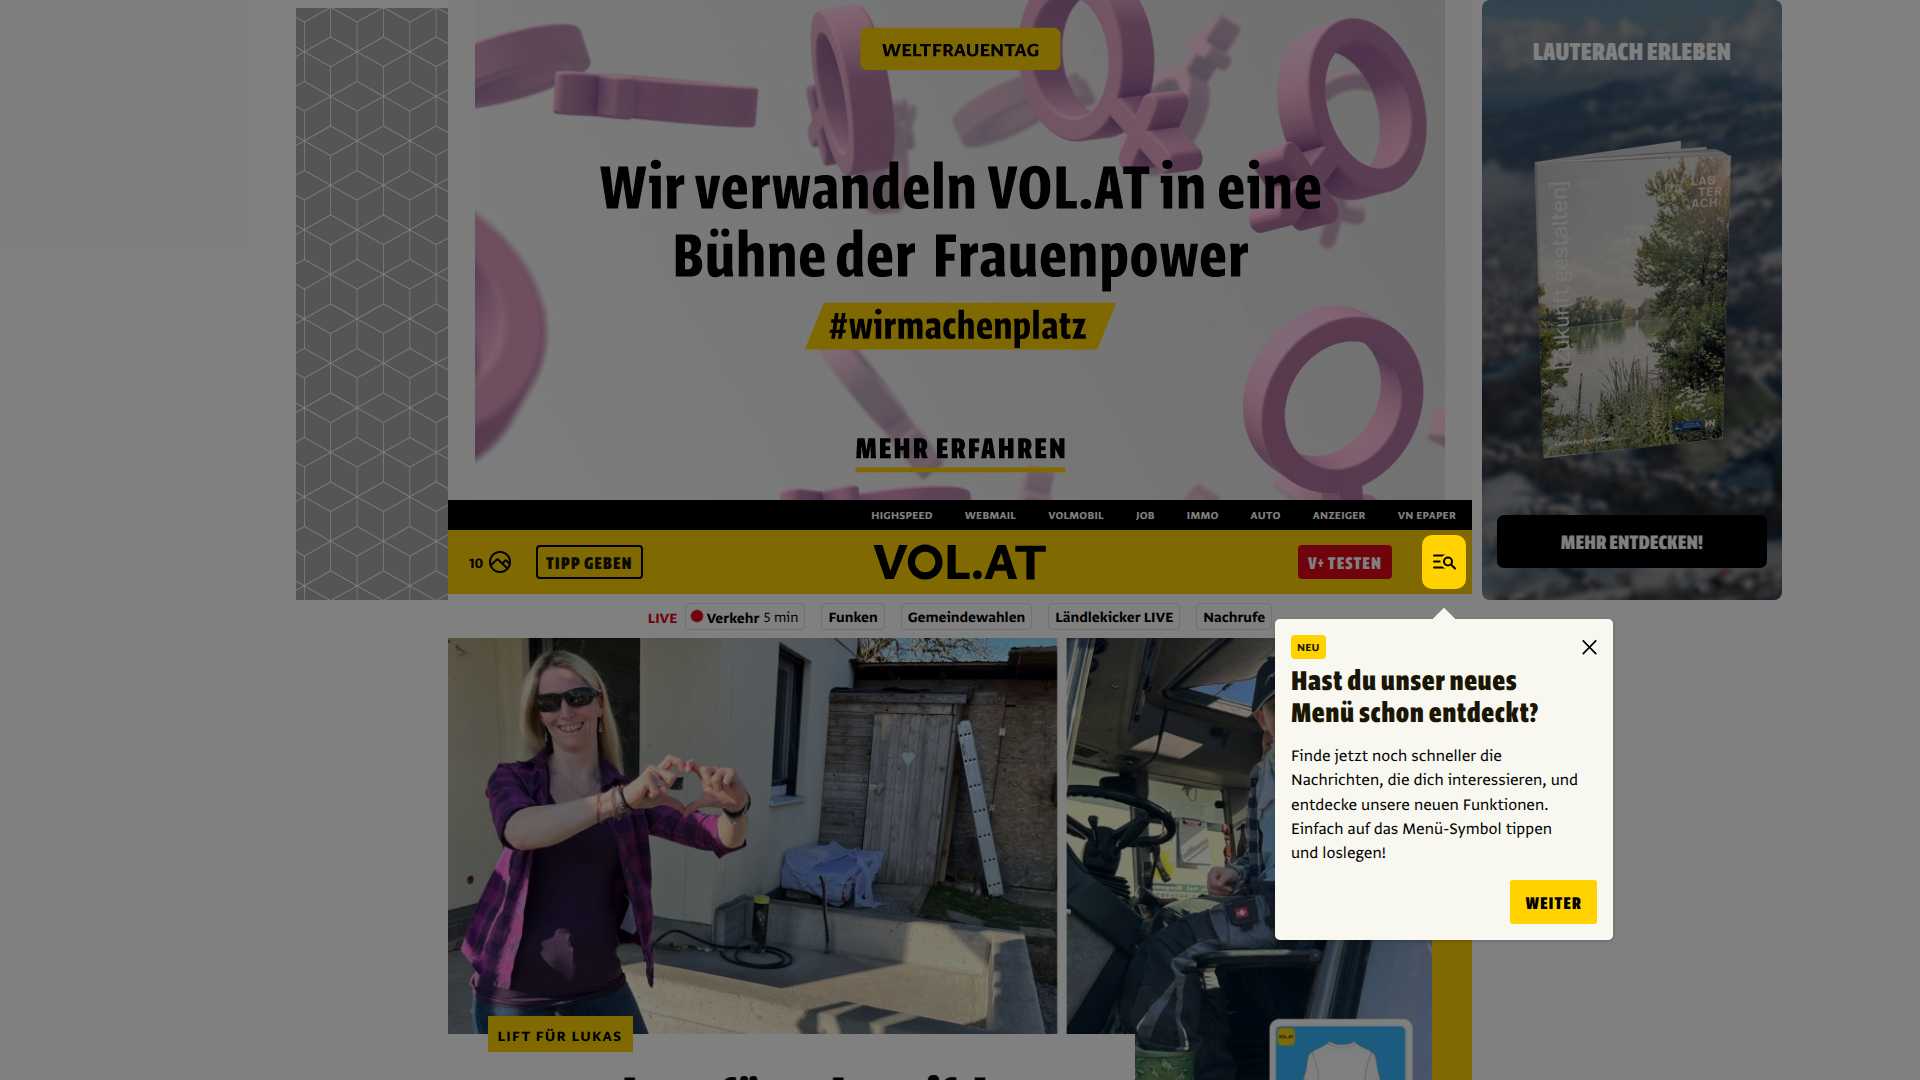 WELTFRAUENTAG
Wir verwandeln VOL.AT in eine
Bühne der Frauenpower
#wirmachenplatz
MEHR ERFAHREN
LAUTERACH ERLEBEN
LAU
TER
ACH
[zukunft gestalten]
MEHR ENTDECKEN!
HIGHSPEED WEBMAIL VOLMOBIL JOB IMMO AUTO ANZEIGER VN EPAPER
10 TIPP GEBEN VOL.AT V+ TESTEN
LIVE Verkehr 5 min Funken Gemeindewahlen Ländlekicker LIVE Nachrufe
NEU
Hast du unser neues
Menü schon entdeckt?
Finde jetzt noch schneller die
Nachrichten, die dich interessieren, und
entdecke unsere neuen Funktionen.
Einfach auf das Menü-Symbol tippen
und loslegen!
WEITER
LIFT FÜR LUKAS
VOL.AT